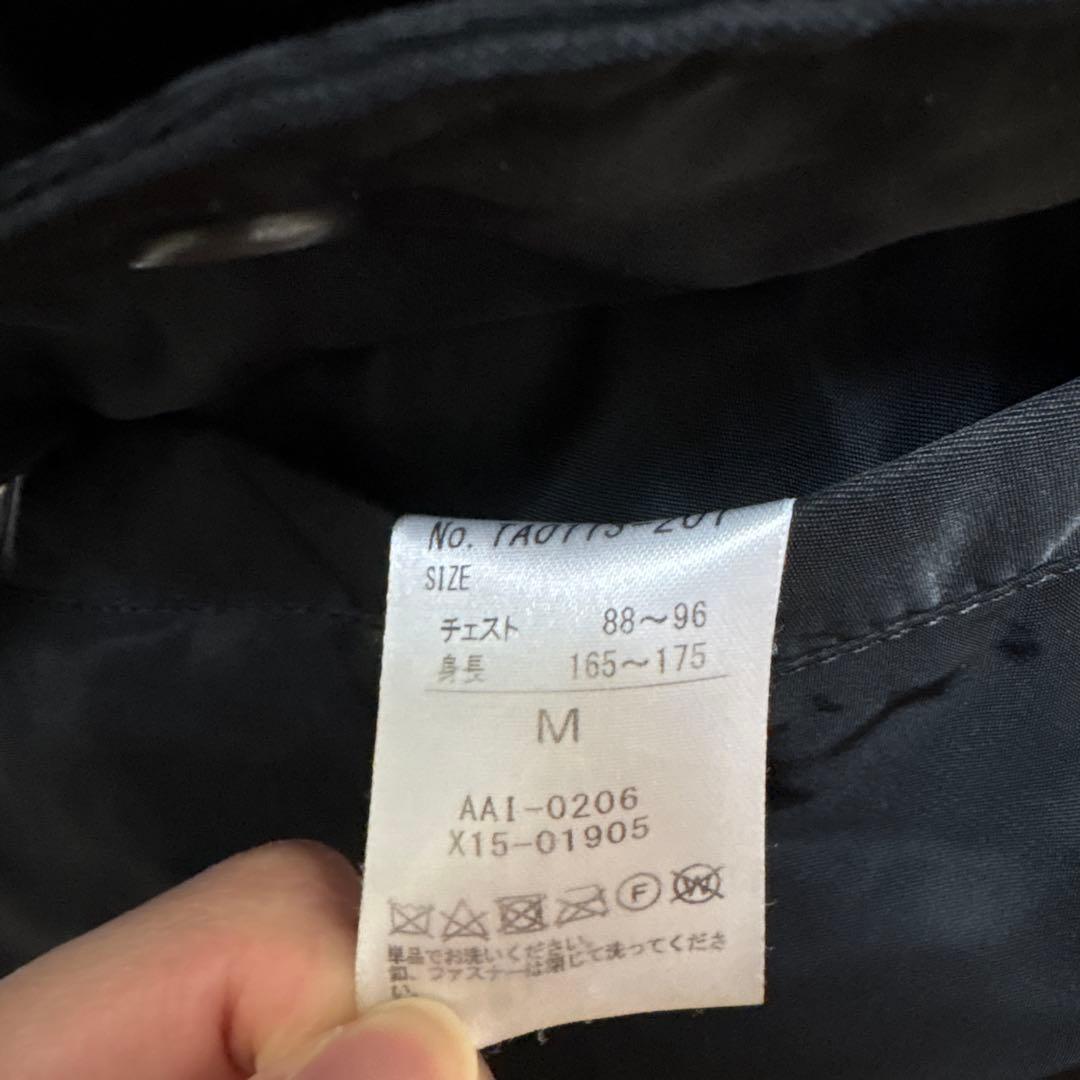 No.
SIZE
チェスト 88～96
身長 165～175
M
AAI-0206
X15-01905
F W
単品でお洗いください。
釦、ファスナーは閉じて洗ってくださ
い。